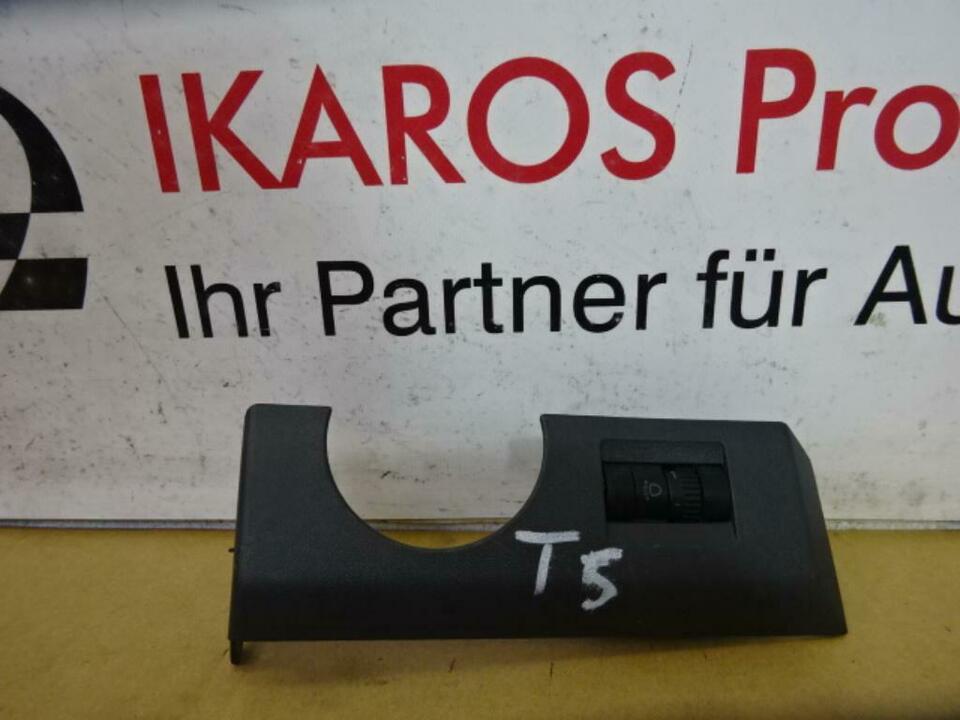 IKAROS Pro
Ihr Partner für Au
T5